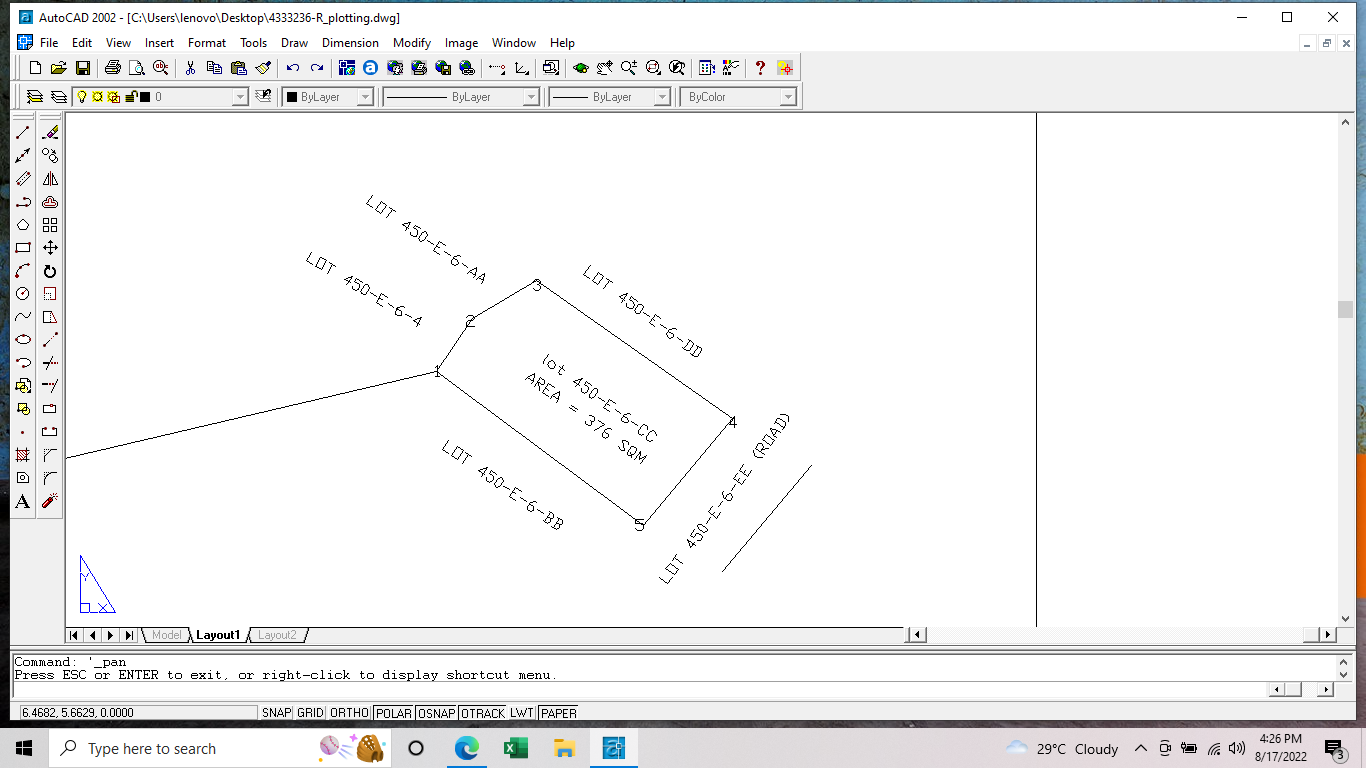 AutoCAD 2002 - [C:\Users\lenovo\Desktop\4333236-R_plotting.dwg]
File Edit View Insert Format Tools Draw Dimension Modify Image Window Help
0 ByLayer ByLayer ByLayer ByColor
LOT 450-E-6-AA
LOT 450-E-6-4
3
LOT 450-E-6-DD
2
1
lot 450-E-6-CC
AREA = 376 SQM
4
LOT 450-E-6-BB
5
LOT 450-E-6-EE (ROAD)
Y
X
Model Layout1 Layout2
Command: '_pan
Press ESC or ENTER to exit, or right-click to display shortcut menu.
6.4682, 5.6629, 0.0000 SNAP GRID ORTHO POLAR OSNAP OTRACK LWT PAPER
Type here to search
29°C Cloudy
4:26 PM
8/17/2022
3